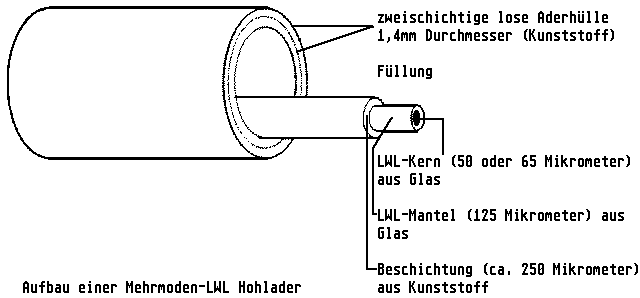 zweischichtige lose Aderhülle
1,4mm Durchmesser (Kunststoff)
Füllung
LWL-Kern (50 oder 65 Mikrometer)
aus Glas
LWL-Mantel (125 Mikrometer) aus
Glas
Beschichtung (ca. 250 Mikrometer)
aus Kunststoff
Aufbau einer Mehrmoden-LWL Hohlader